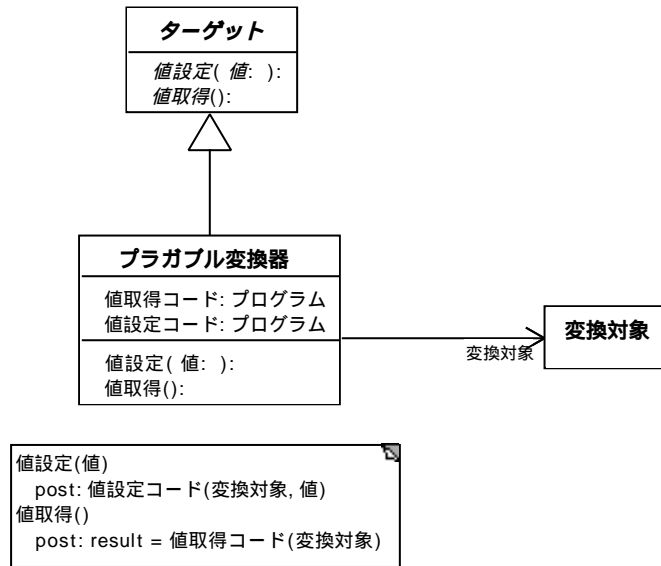 ターゲット
値設定( 値: ):
値取得():
プラガブル変換器
値取得コード: プログラム
値設定コード: プログラム
値設定( 値: ):
値取得():
変換対象
変換対象
値設定(値)
post: 値設定コード(変換対象, 値)
値取得()
post: result = 値取得コード(変換対象)